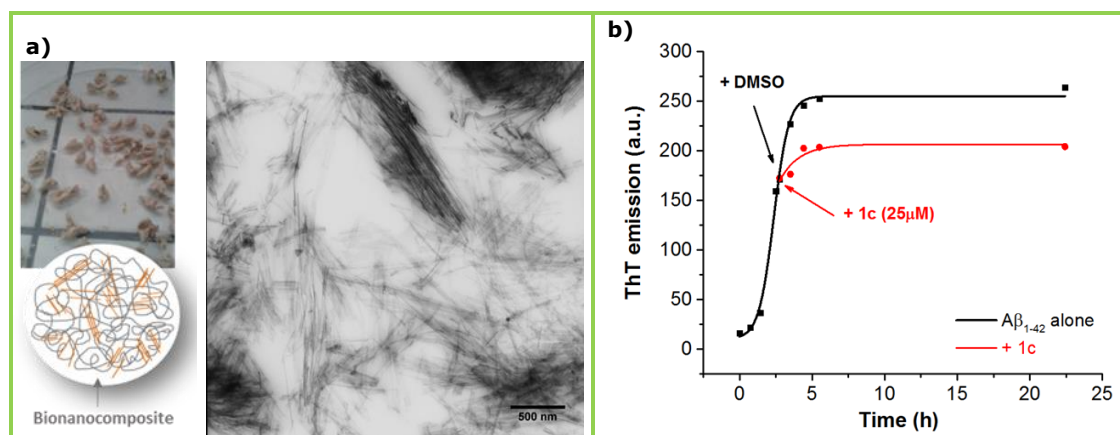 a)
Bionanocomposite
500 nm
b)
300
250
200
150
100
50
0
ThT emission (a.u.)
+ DMSO
+ 1c (25µM)
Aβ1-42 alone
+ 1c
0
5
10
15
20
25
Time (h)